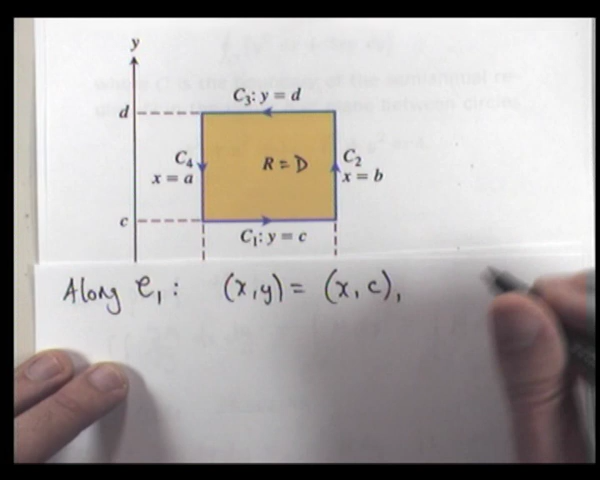 y
C₃: y = d
d
C₄
x = a
R = D
C₂
x = b
c
C₁: y = c
Along C₁: (x,y) = (x, c),